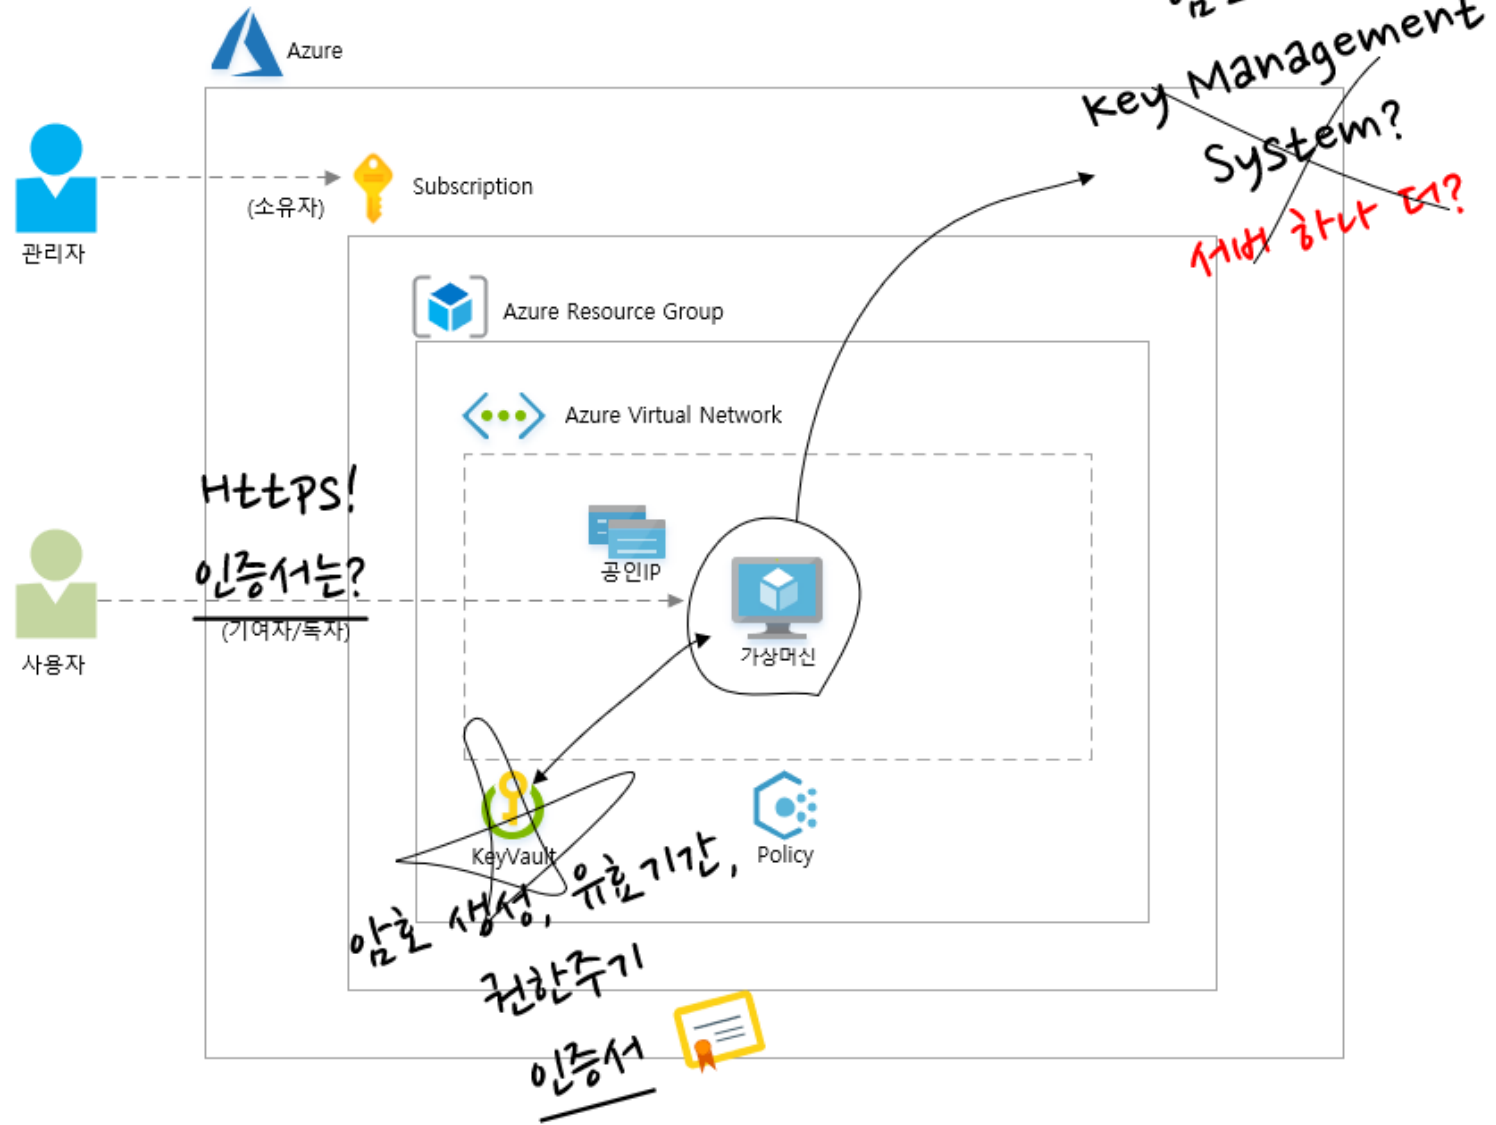 Azure
Key Management
System?
서버 하나 더?
Subscription
(소유자)
관리자
Azure Resource Group
Azure Virtual Network
Https!
인증서는?
(기여자/독자)
사용자
공인IP
가상머신
KeyVault
Policy
암호 생성, 유효기간,
권한주기
인증서